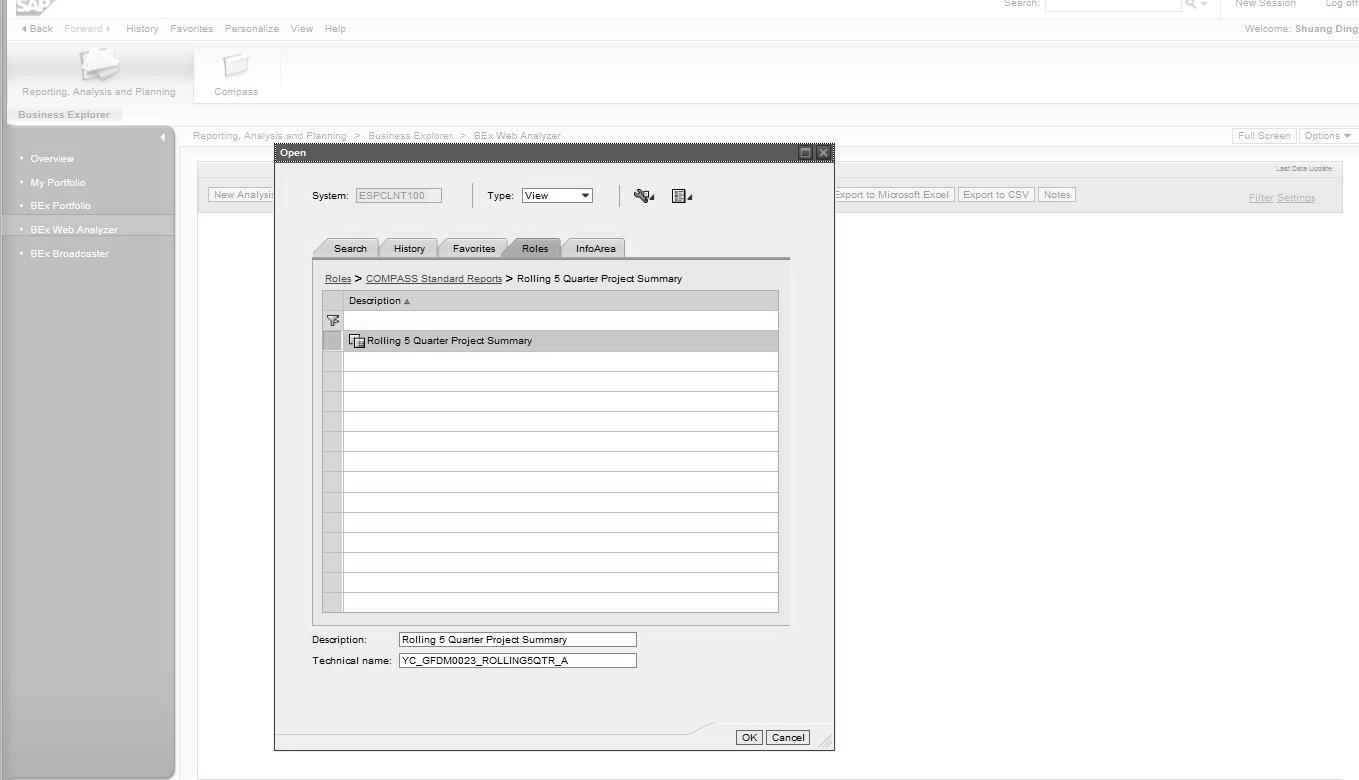 SAP
Search:
New Session
Log off
Back
Forward
History
Favorites
Personalize
View
Help
Welcome: Shuang Ding
Reporting, Analysis and Planning
Compass
Business Explorer
Overview
My Portfolio
BEx Portfolio
BEx Web Analyzer
BEx Broadcaster
Reporting, Analysis and Planning > Business Explorer > BEx Web Analyzer
Full Screen
Options
Last Data Update:
New Analysis
Export to Microsoft Excel
Export to CSV
Notes
Filter
Settings
Open
System: ESPCLNT100
Type: View
Search
History
Favorites
Roles
InfoArea
Roles > COMPASS Standard Reports > Rolling 5 Quarter Project Summary
Description
Rolling 5 Quarter Project Summary
Description: Rolling 5 Quarter Project Summary
Technical name: YC_GFDM0023_ROLLING5QTR_A
OK
Cancel